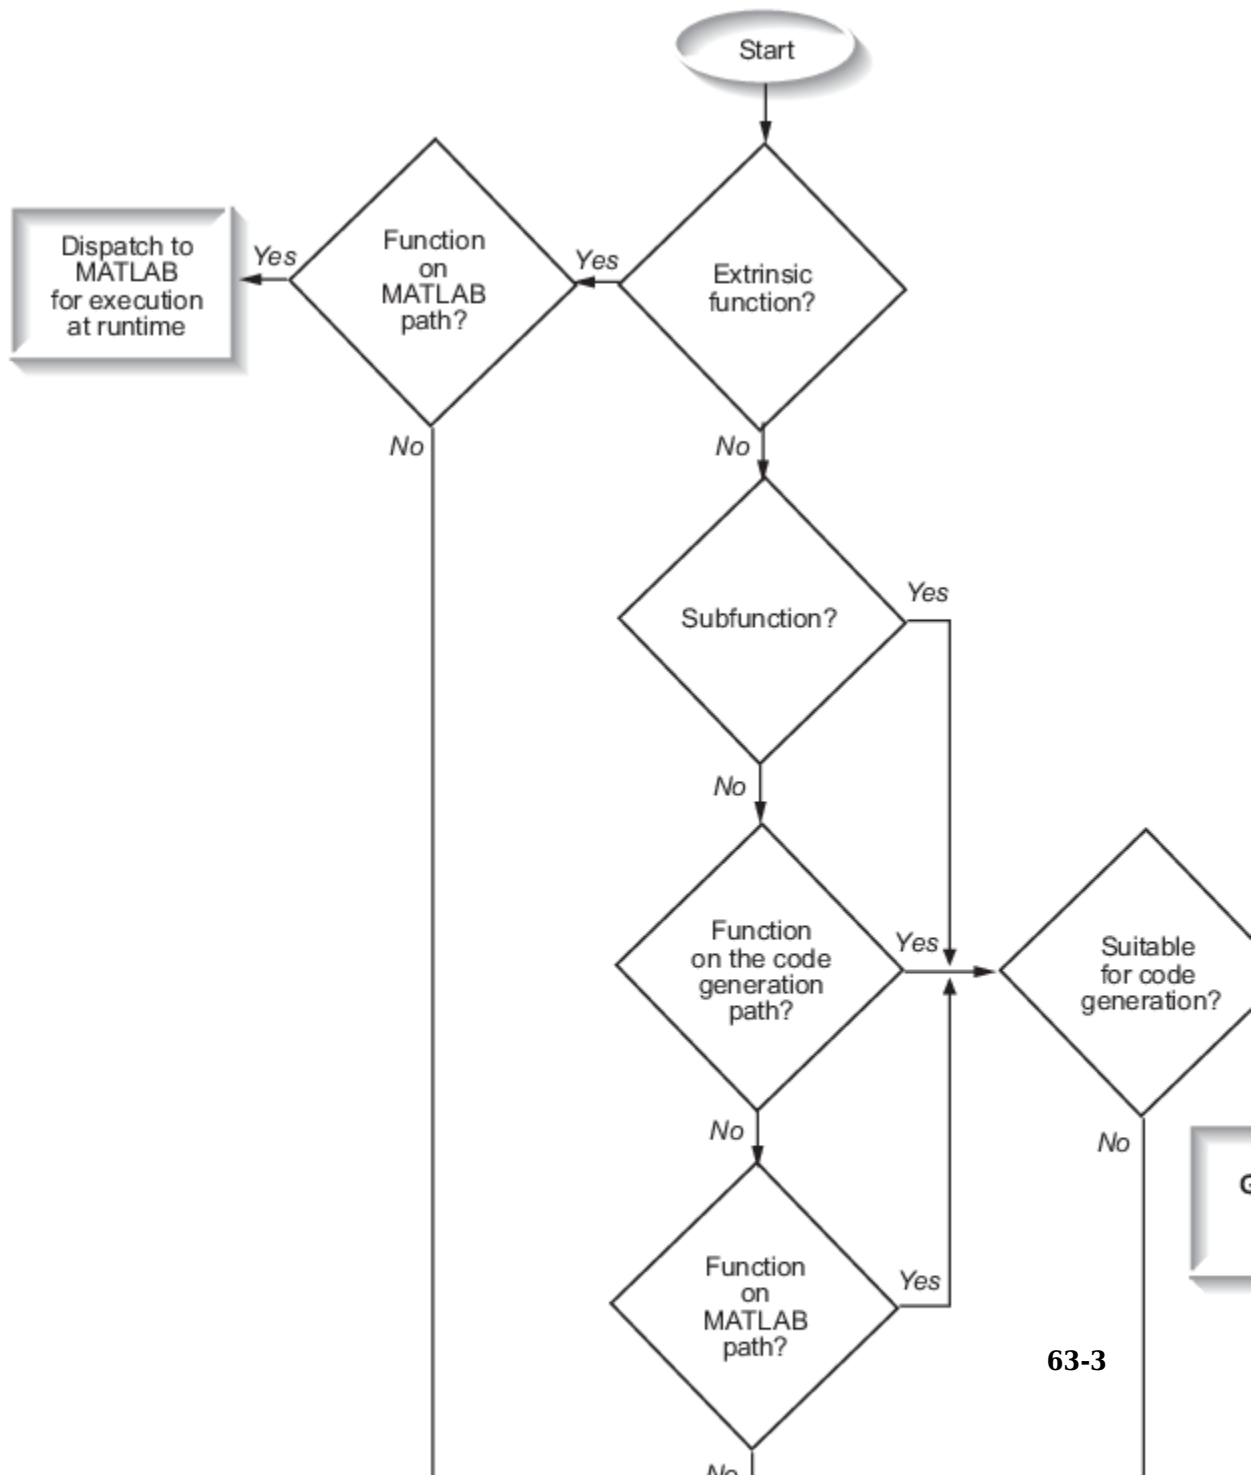 Start
Dispatch to
MATLAB
for execution
at runtime
Yes
Function
on
MATLAB
path?
Yes
Extrinsic
function?
No
No
Subfunction?
Yes
No
Function
on the code
generation
path?
Yes
Suitable
for code
generation?
No
No
Function
on
MATLAB
path?
Yes
63-3
No